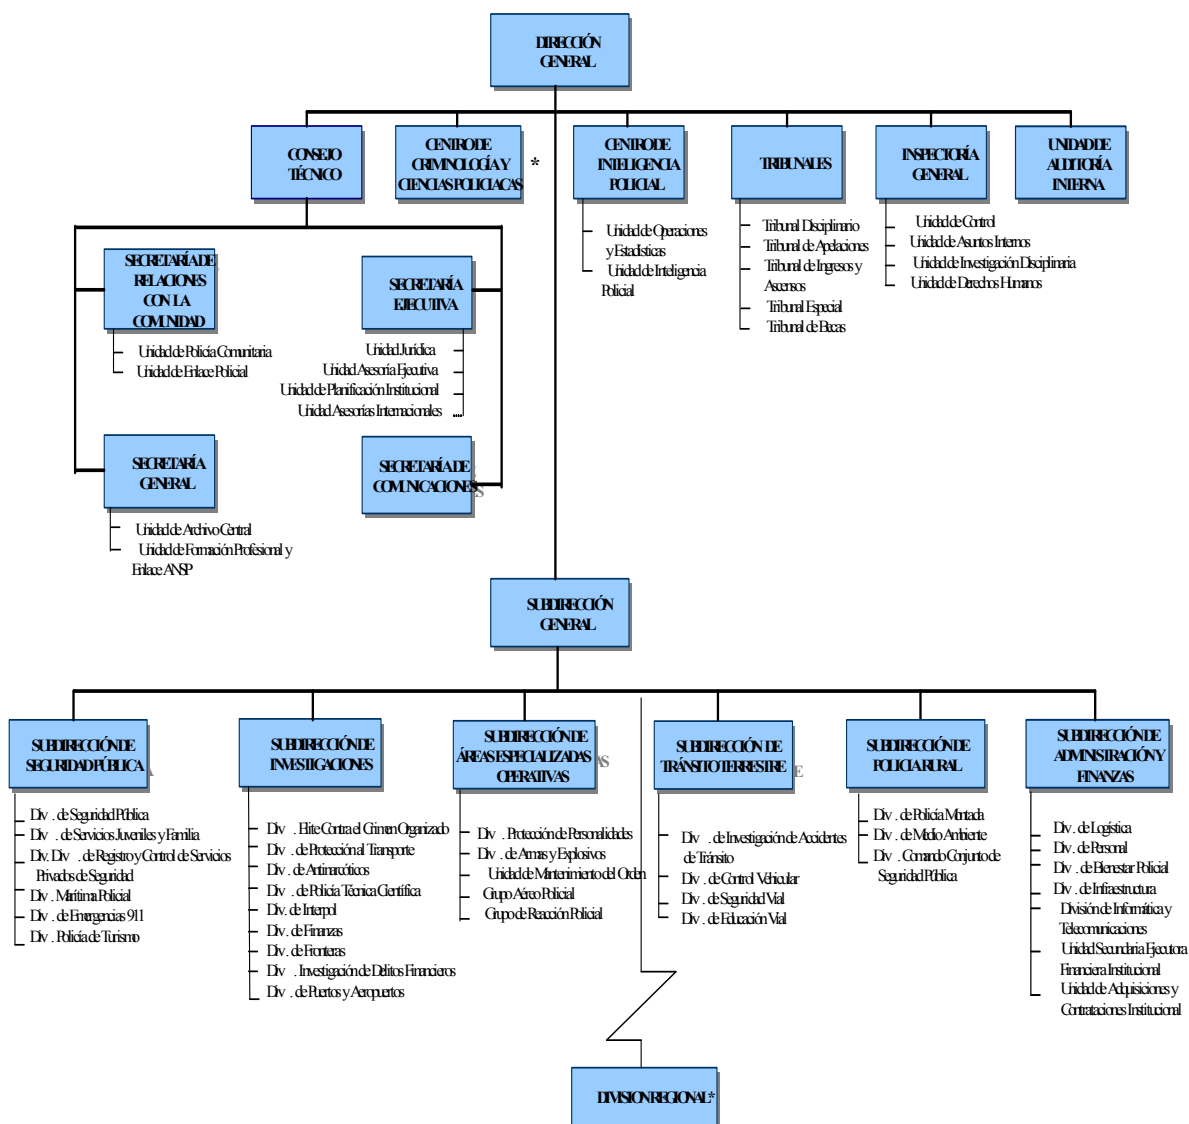 DIRECCIÓN
GENERAL
CONSEJO
TÉCNICO
CENTRO DE
CRIMINOLOGÍA Y
CIENCIAS POLICIACAS
*
CENTRO DE
INTELIGENCIA
POLICIAL
TRIBUNALES
INSPECTORÍA
GENERAL
UNIDAD DE
AUDITORÍA
INTERNA
Unidad de Operaciones
y Estadísticas
Unidad de Inteligencia
Policial
Tribunal Disciplinario
Tribunal de Apelaciones
Tribunal de Ingresos y
Ascensos
Tribunal Especial
Tribunal de Becas
Unidad de Control
Unidad de Asuntos Internos
Unidad de Investigación Disciplinaria
Unidad de Derechos Humanos
SECRETARÍA DE
RELACIONES
CON LA
COMUNIDAD
Unidad de Policía Comunitaria
Unidad de Enlace Policial
SECRETARÍA
EJECUTIVA
Unidad Jurídica
Unidad Asesoría Ejecutiva
Unidad de Planificación Institucional
Unidad Asesorías Internacionales
SECRETARÍA
GENERAL
Unidad de Archivo Central
Unidad de Formación Profesional y
Enlace ANSP
SECRETARÍA DE
COMUNICACIONES
SUBDIRECCIÓN
GENERAL
SUBDIRECCIÓN DE
SEGURIDAD PÚBLICA
Div . de Seguridad Pública
Div . de Servicios Juveniles y Familia
Div. Div . de Registro y Control de Servicios
Privados de Seguridad
Div . Marítima Policial
Div . de Emergencias 911
Div . Policía de Turismo
SUBDIRECCIÓN DE
INVESTIGACIONES
Div . Elite Contra el Crimen Organizado
Div . de Protección al Transporte
Div . de Antinarcóticos
Div . de Policía Técnica Científica
Div. de Interpol
Div . de Finanzas
Div . de Fronteras
Div . Investigación de Delitos Financieros
Div . de Puertos y Aeropuertos
SUBDIRECCIÓN DE
ÁREAS ESPECIALIZADAS
OPERATIVAS
Div . Protección de Personalidades
Div . de Armas y Explosivos
Unidad de Mantenimiento del Orden
Grupo Aéreo Policial
Grupo de Reacción Policial
SUBDIRECCIÓN DE
TRÁNSITO TERRESTRE
Div . de Investigación de Accidentes
de Tránsito
Div . de Control Vehicular
Div . de Seguridad Vial
Div . de Educación Vial
SUBDIRECCIÓN DE
POLICIA RURAL
Div . de Policía Montada
Div . de Medio Ambiente
Div . Comando Conjunto de
Seguridad Pública
SUBDIRECCIÓN DE
ADMINISTRACIÓN Y
FINANZAS
Div . de Logística
Div . de Personal
Div . de Bienestar Policial
Div . de Infraestructura
División de Informática y
Telecomunicaciones
Unidad Secundaria Ejecutora
Financiera Institucional
Unidad de Adquisiciones y
Contrataciones Institucional
DIVISION REGIONAL*